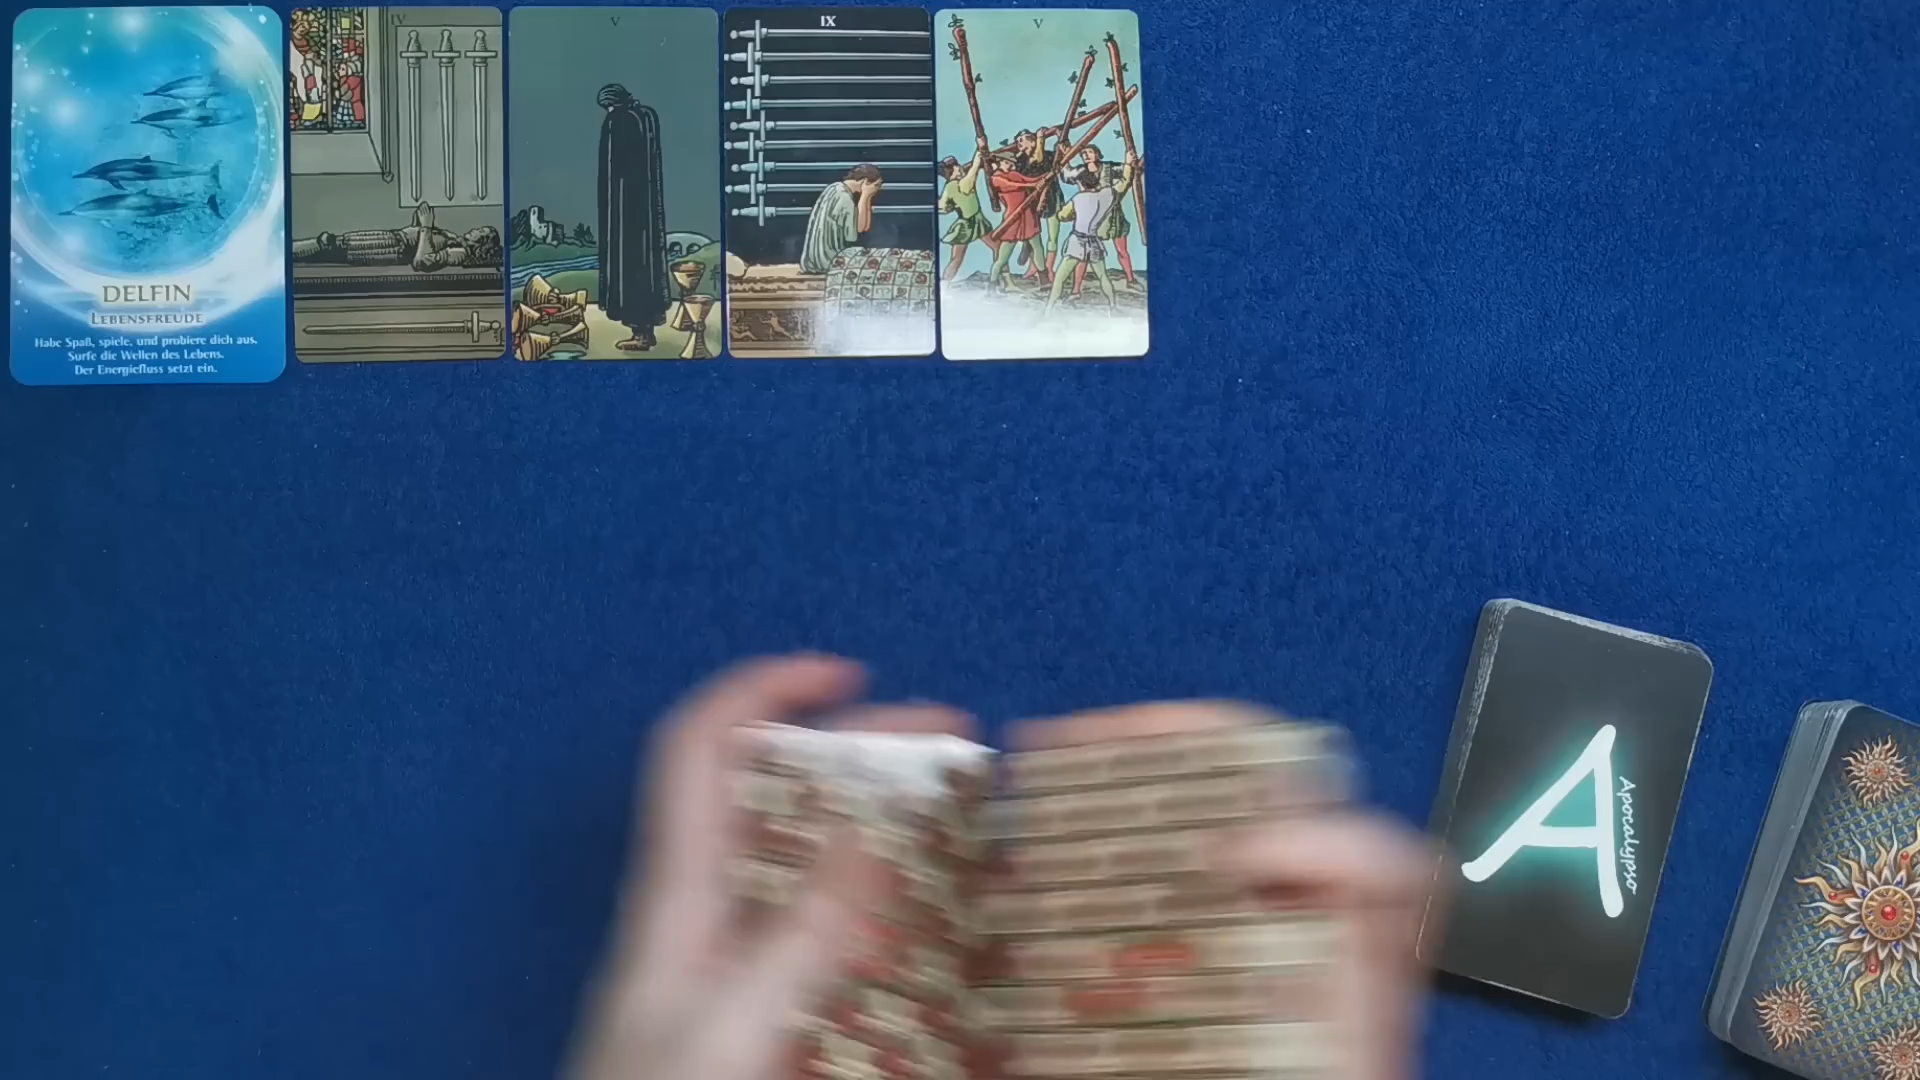 DELFIN
LEBENSFREUDE
Habe Spaß, spiele, und probiere dich aus.
Surfe die Wellen des Lebens.
Der Energiefluss setzt ein.
IV
V
IX
V
A
Apocalypso